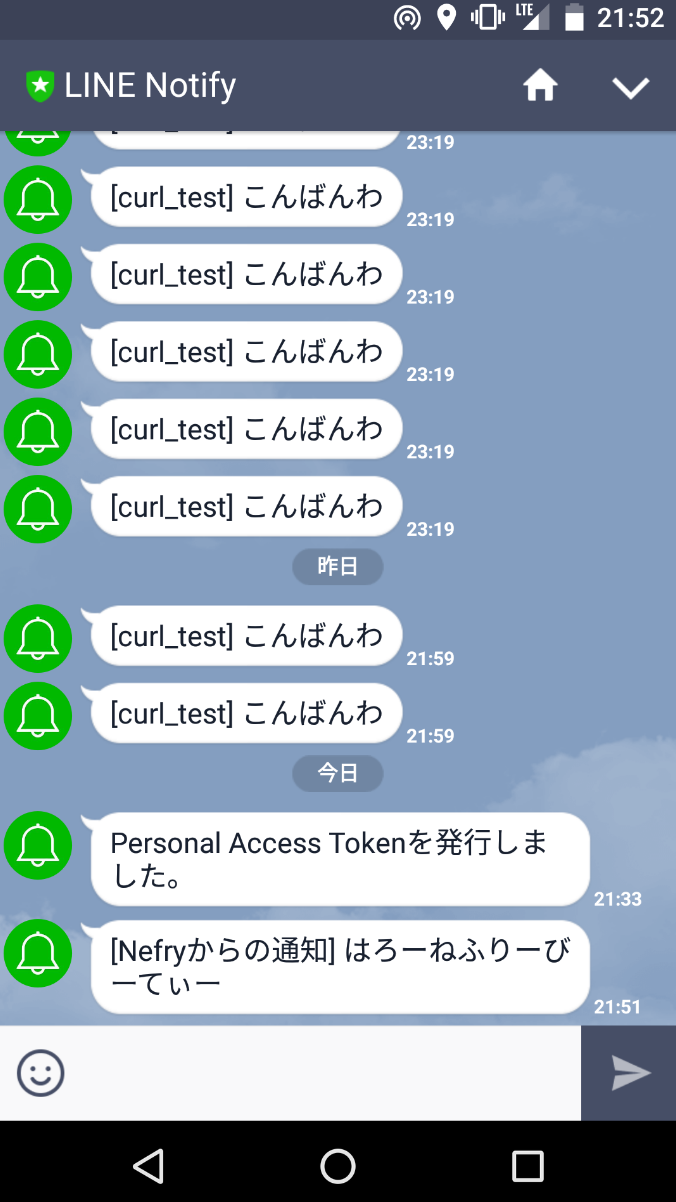 LTE 21:52
LINE Notify
23:19
[curl_test] こんばんわ
23:19
[curl_test] こんばんわ
23:19
[curl_test] こんばんわ
23:19
[curl_test] こんばんわ
23:19
[curl_test] こんばんわ
23:19
昨日
[curl_test] こんばんわ
21:59
[curl_test] こんばんわ
21:59
今日
Personal Access Tokenを発行しま
した。
21:33
[Nefryからの通知] はろーねふりーび
ーてぃー
21:51